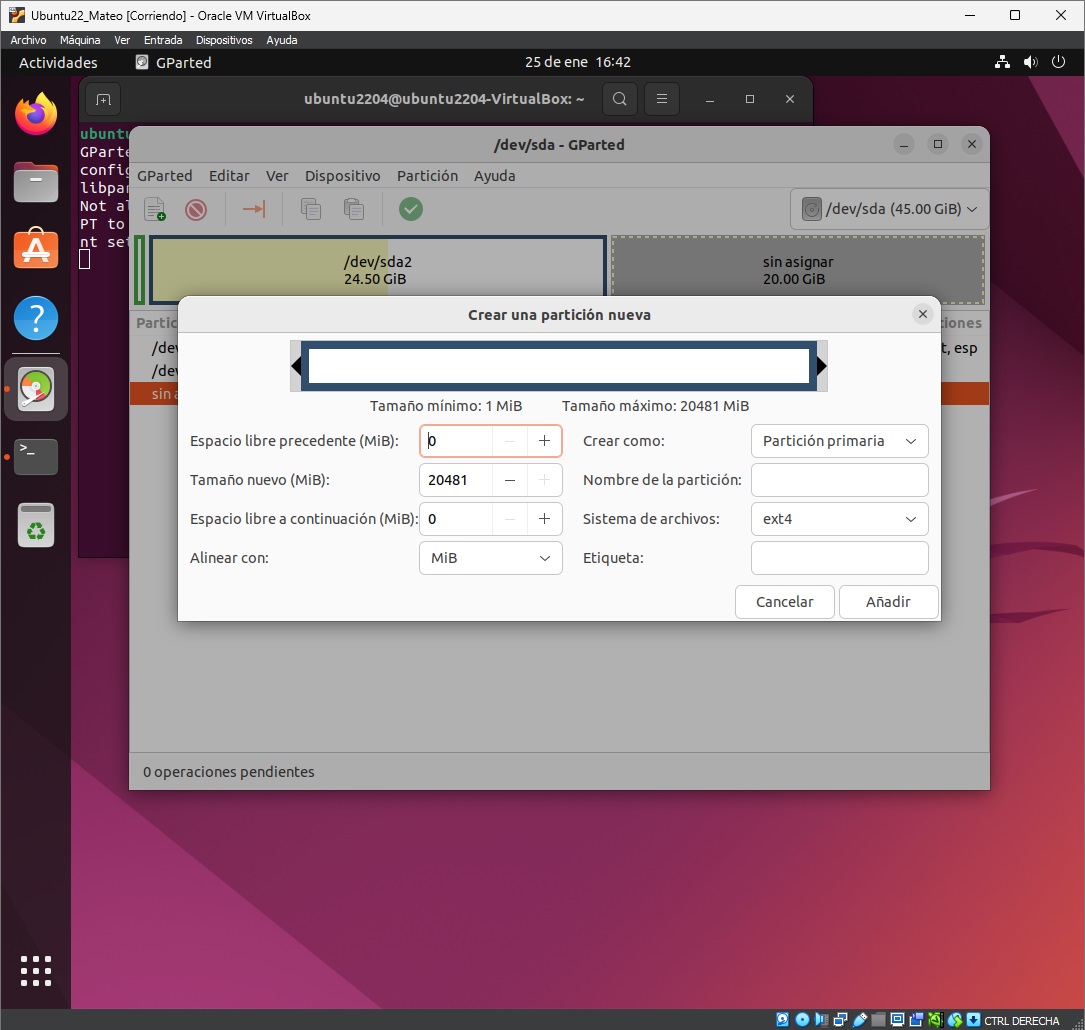 Ubuntu22_Mateo [Corriendo] - Oracle VM VirtualBox
Archivo Máquina Ver Entrada Dispositivos Ayuda
Actividades GParted 25 de ene 16:42
ubuntu2204@ubuntu2204-VirtualBox: ~
ubuntu
GParte
config
libpar
Not al
PT to
nt set
/dev/sda - GParted
GParted Editar Ver Dispositivo Partición Ayuda
/dev/sda (45.00 GiB)
/dev/sda2
24.50 GiB
sin asignar
20.00 GiB
Crear una partición nueva
Partic
iones
/dev
t, esp
/dev
sin a
Tamaño mínimo: 1 MiB Tamaño máximo: 20481 MiB
Espacio libre precedente (MiB): 0 Crear como: Partición primaria
Tamaño nuevo (MiB): 20481 Nombre de la partición:
Espacio libre a continuación (MiB): 0 Sistema de archivos: ext4
Alinear con: MiB Etiqueta:
Cancelar Añadir
0 operaciones pendientes
CTRL DERECHA